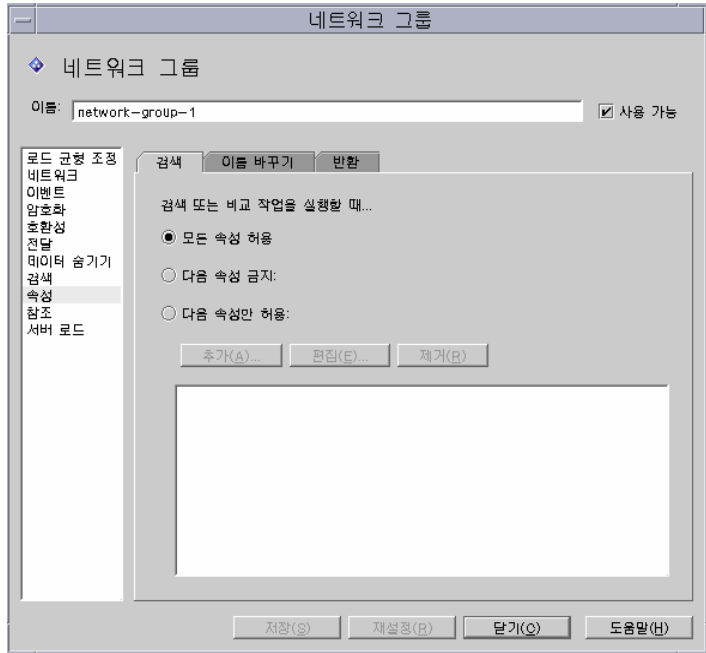 네트워크 그룹
네트워크 그룹
이름: network-group-1 사용 가능
로드 균형 조정
네트워크
이벤트
암호화
호환성
전달
데이터 숨기기
검색
속성
참조
서버 로드
검색 이름 바꾸기 반환
검색 또는 비교 작업을 실행할 때...
모든 속성 허용
다음 속성 금지:
다음 속성만 허용:
추가(A)... 편집(E)... 제거(R)
저장(S) 재설정(R) 닫기(C) 도움말(H)